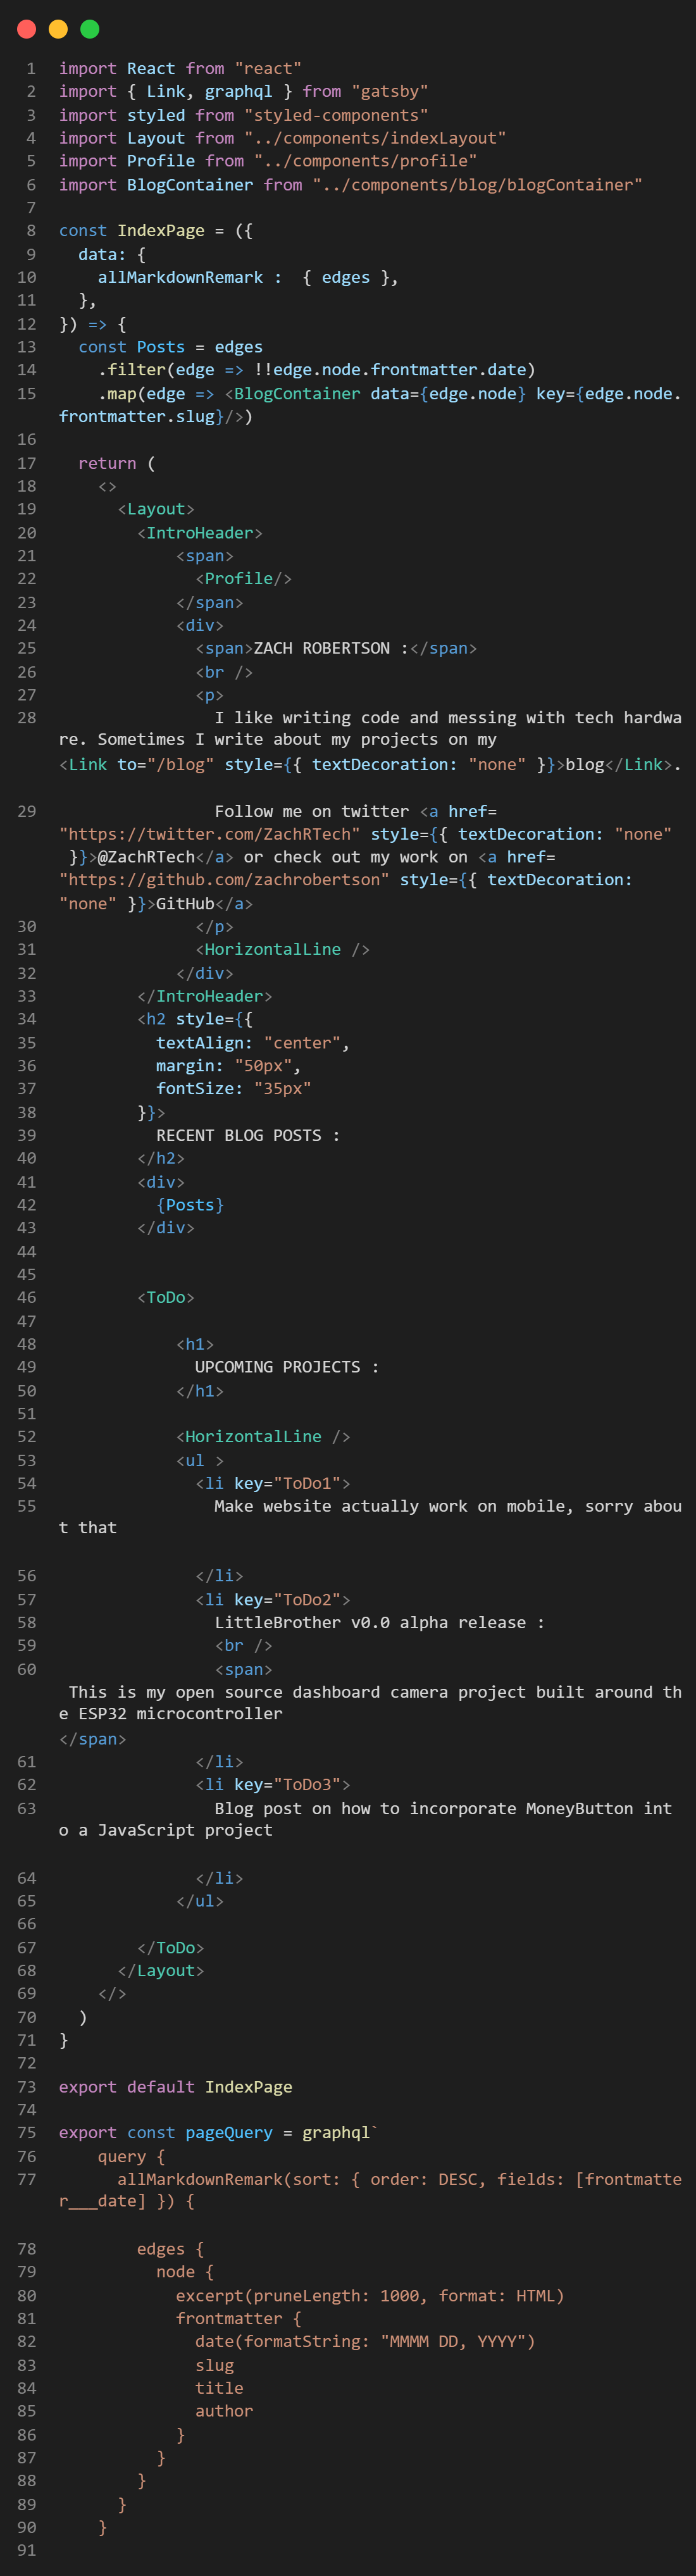 1 import React from "react"
2 import { Link, graphql } from "gatsby"
3 import styled from "styled-components"
4 import Layout from "../components/indexLayout"
5 import Profile from "../components/profile"
6 import BlogContainer from "../components/blog/blogContainer"
7
8 const IndexPage = ({
9   data: {
10     allMarkdownRemark :  { edges },
11   },
12 }) => {
13   const Posts = edges
14     .filter(edge => !!edge.node.frontmatter.date)
15     .map(edge => <BlogContainer data={edge.node} key={edge.node.
frontmatter.slug}/>)
16
17   return (
18     <>
19       <Layout>
20         <IntroHeader>
21             <span>
22               <Profile/>
23             </span>
24             <div>
25               <span>ZACH ROBERTSON :</span>
26               <br />
27               <p>
28                 I like writing code and messing with tech hardwa
re. Sometimes I write about my projects on my
<Link to="/blog" style={{ textDecoration: "none" }}>blog</Link>.
29                 Follow me on twitter <a href=
"https://twitter.com/ZachRTech" style={{ textDecoration: "none"
 }}>@ZachRTech</a> or check out my work on <a href=
"https://github.com/zachrobertson" style={{ textDecoration:
"none" }}>GitHub</a>
30               </p>
31               <HorizontalLine />
32             </div>
33         </IntroHeader>
34         <h2 style={{
35           textAlign: "center",
36           margin: "50px",
37           fontSize: "35px"
38         }}>
39           RECENT BLOG POSTS :
40         </h2>
41         <div>
42           {Posts}
43         </div>
44
45
46         <ToDo>
47
48             <h1>
49               UPCOMING PROJECTS :
50             </h1>
51
52             <HorizontalLine />
53             <ul >
54               <li key="ToDo1">
55                 Make website actually work on mobile, sorry abou
t that
56               </li>
57               <li key="ToDo2">
58                 LittleBrother v0.0 alpha release :
59                 <br />
60                 <span>
 This is my open source dashboard camera project built around th
e ESP32 microcontroller
</span>
61               </li>
62               <li key="ToDo3">
63                 Blog post on how to incorporate MoneyButton int
o a JavaScript project
64               </li>
65             </ul>
66
67         </ToDo>
68       </Layout>
69     </>
70   )
71 }
72
73 export default IndexPage
74
75 export const pageQuery = graphql`
76     query {
77       allMarkdownRemark(sort: { order: DESC, fields: [frontmatte
r___date] }) {
78         edges {
79           node {
80             excerpt(pruneLength: 1000, format: HTML)
81             frontmatter {
82               date(formatString: "MMMM DD, YYYY")
83               slug
84               title
85               author
86             }
87           }
88         }
89       }
90     }
91